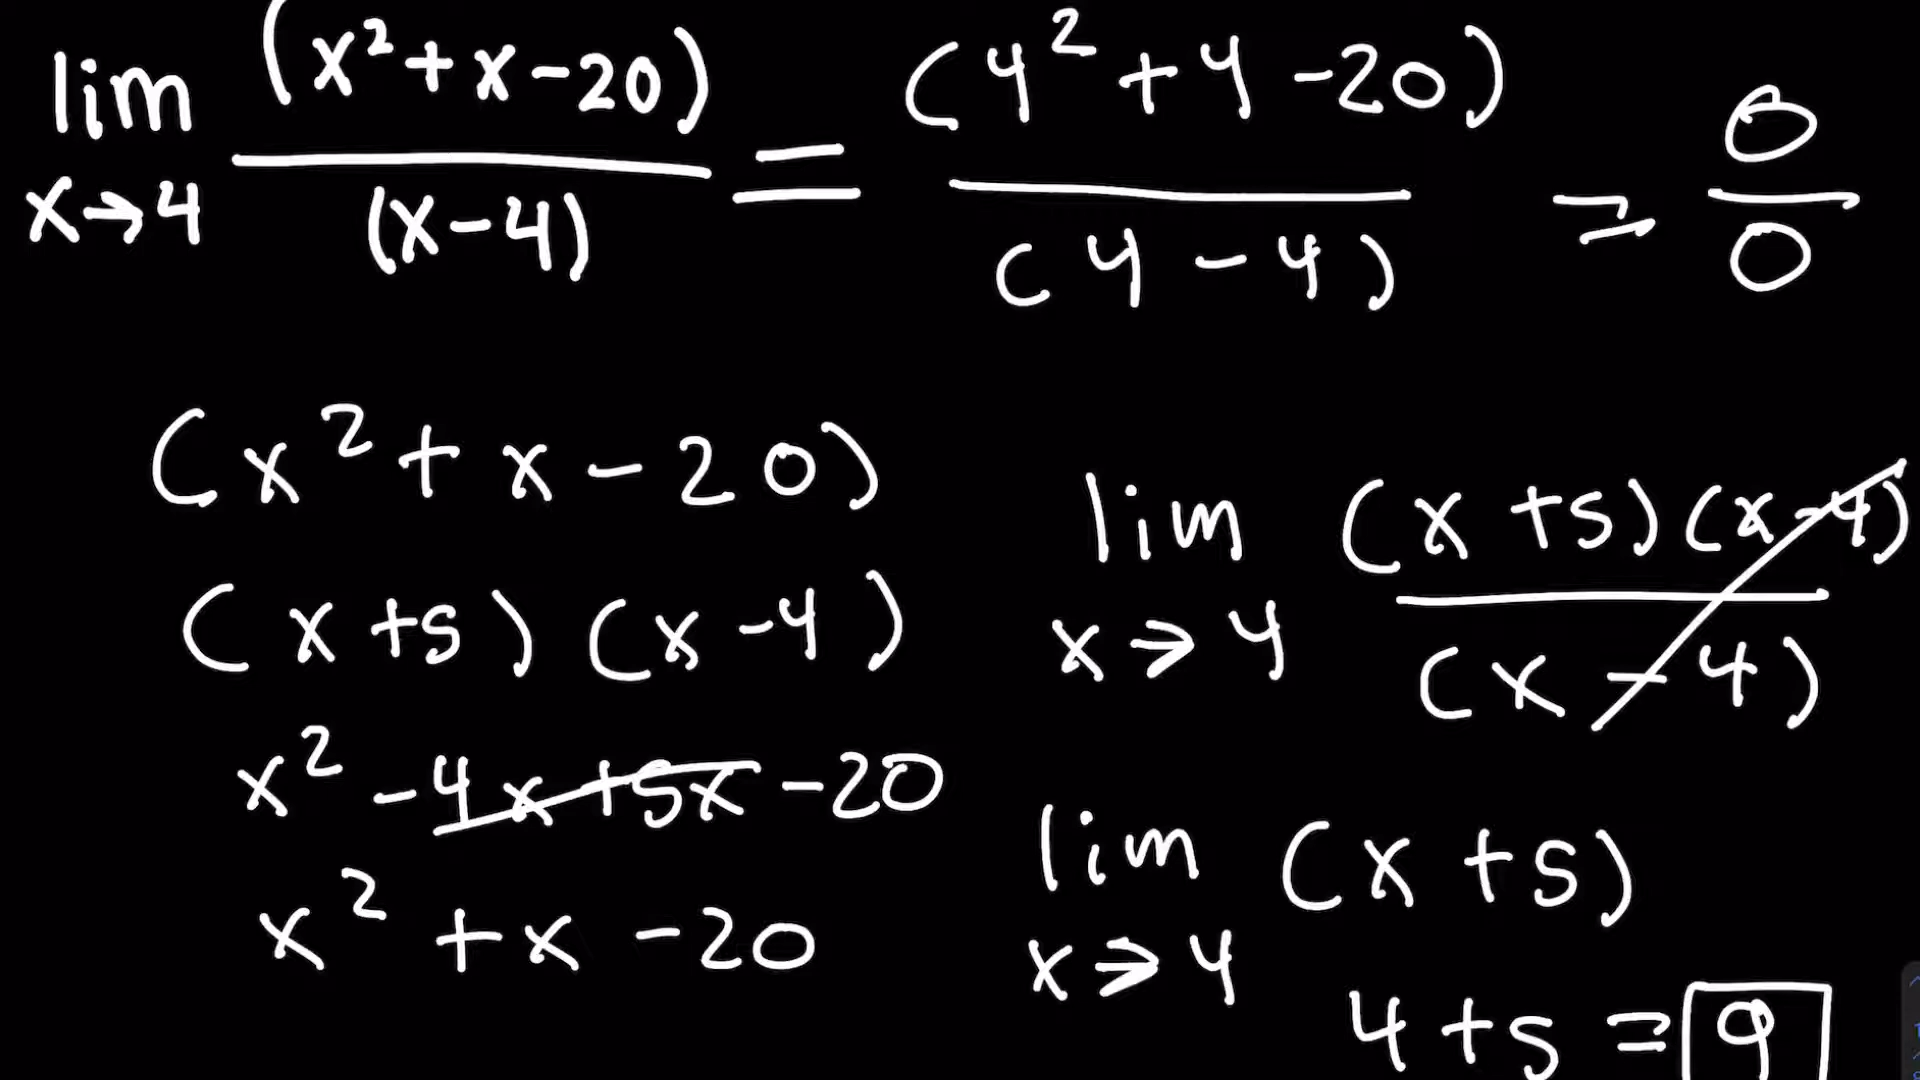 lim x→4 (x²+x-20)/(x-4) = (4²+4-20)/(4-4) = 0/0
(x²+x-20)
(x+5)(x-4)
x²-4x+5x-20
x²+x-20
lim x→4 (x+5)(x-4)/(x-4)
lim x→4 (x+5)
4+5=9